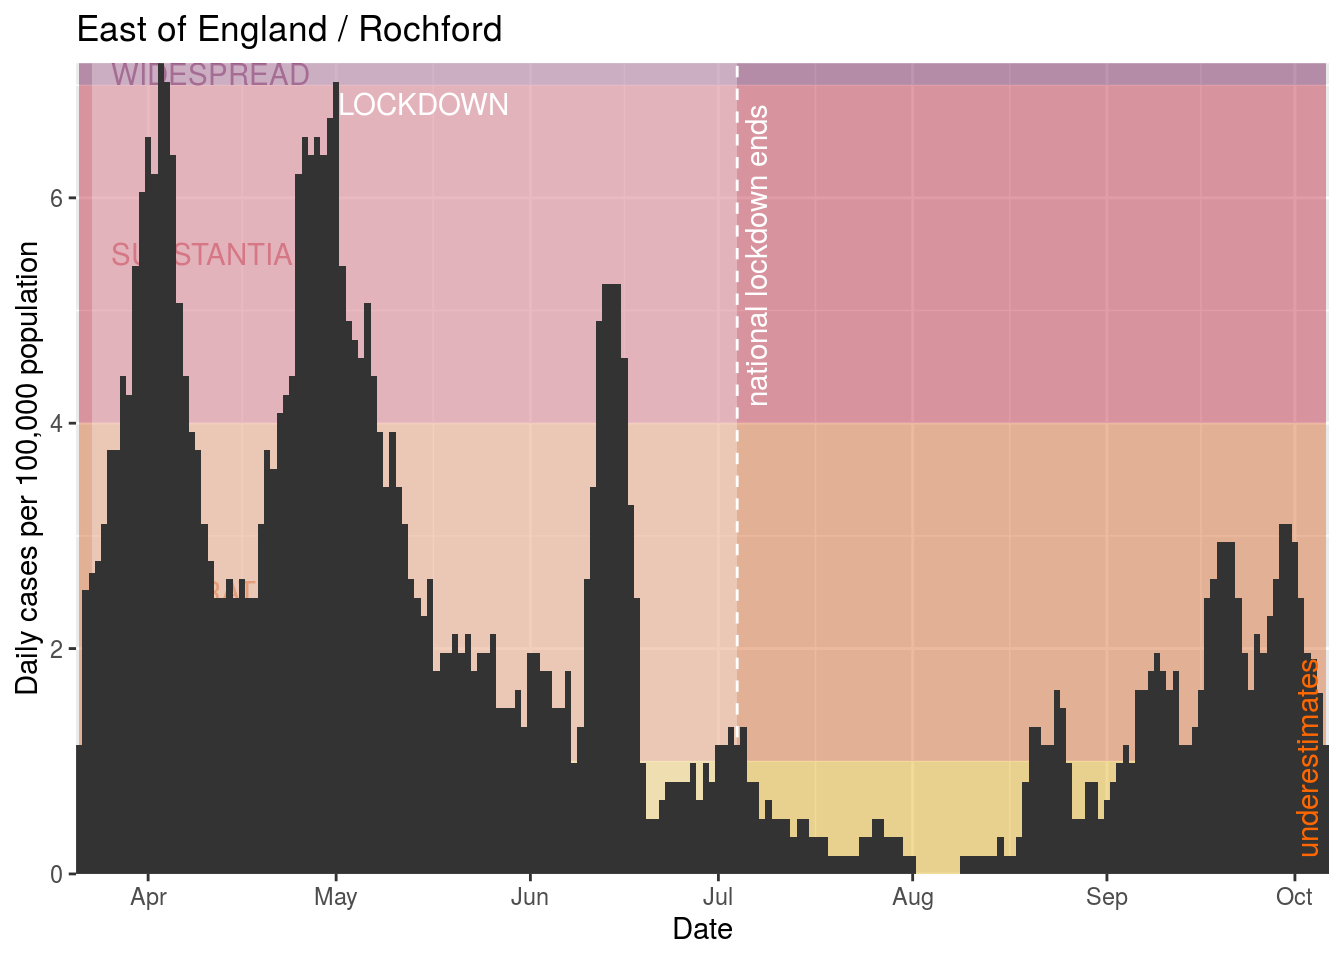 East of England / Rochford
WIDESPREAD
LOCKDOWN
national lockdown ends
SUBSTANTIA
underestimates
Daily cases per 100,000 population
6
4
2
0
Apr
May
Jun
Jul
Aug
Sep
Oct
Date